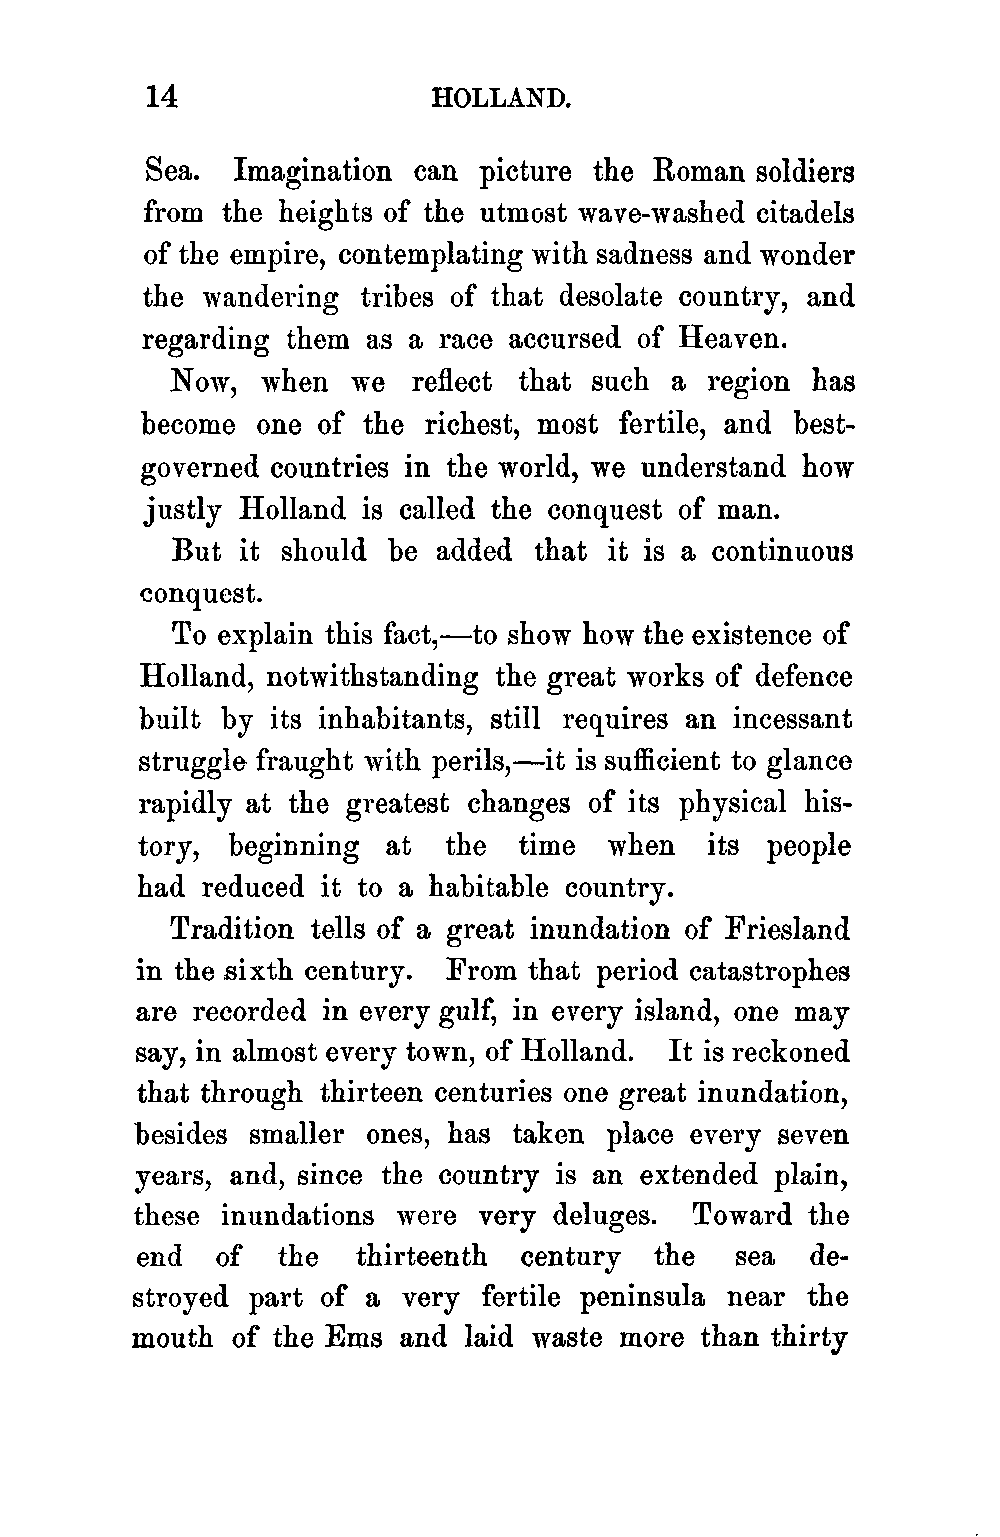 14 HOLLAND.
Sea. Imagination can picture the Roman soldiers
from the heights of the utmost wave-washed citadels
of the empire, contemplating with sadness and wonder
the wandering tribes of that desolate country, and
regarding them as a race accursed of Heaven.
Now, when we reflect that such a region has
become one of the richest, most fertile, and best-
governed countries in the world, we understand how
justly Holland is called the conquest of man.
But it should be added that it is a continuous
conquest.
To explain this fact,—to show how the existence of
Holland, notwithstanding the great works of defence
built by its inhabitants, still requires an incessant
struggle fraught with perils,—it is sufficient to glance
rapidly at the greatest changes of its physical his-
tory, beginning at the time when its people
had reduced it to a habitable country.
Tradition tells of a great inundation of Friesland
in the sixth century. From that period catastrophes
are recorded in every gulf, in every island, one may
say, in almost every town, of Holland. It is reckoned
that through thirteen centuries one great inundation,
besides smaller ones, has taken place every seven
years, and, since the country is an extended plain,
these inundations were very deluges. Toward the
end of the thirteenth century the sea de-
stroyed part of a very fertile peninsula near the
mouth of the Ems and laid waste more than thirty